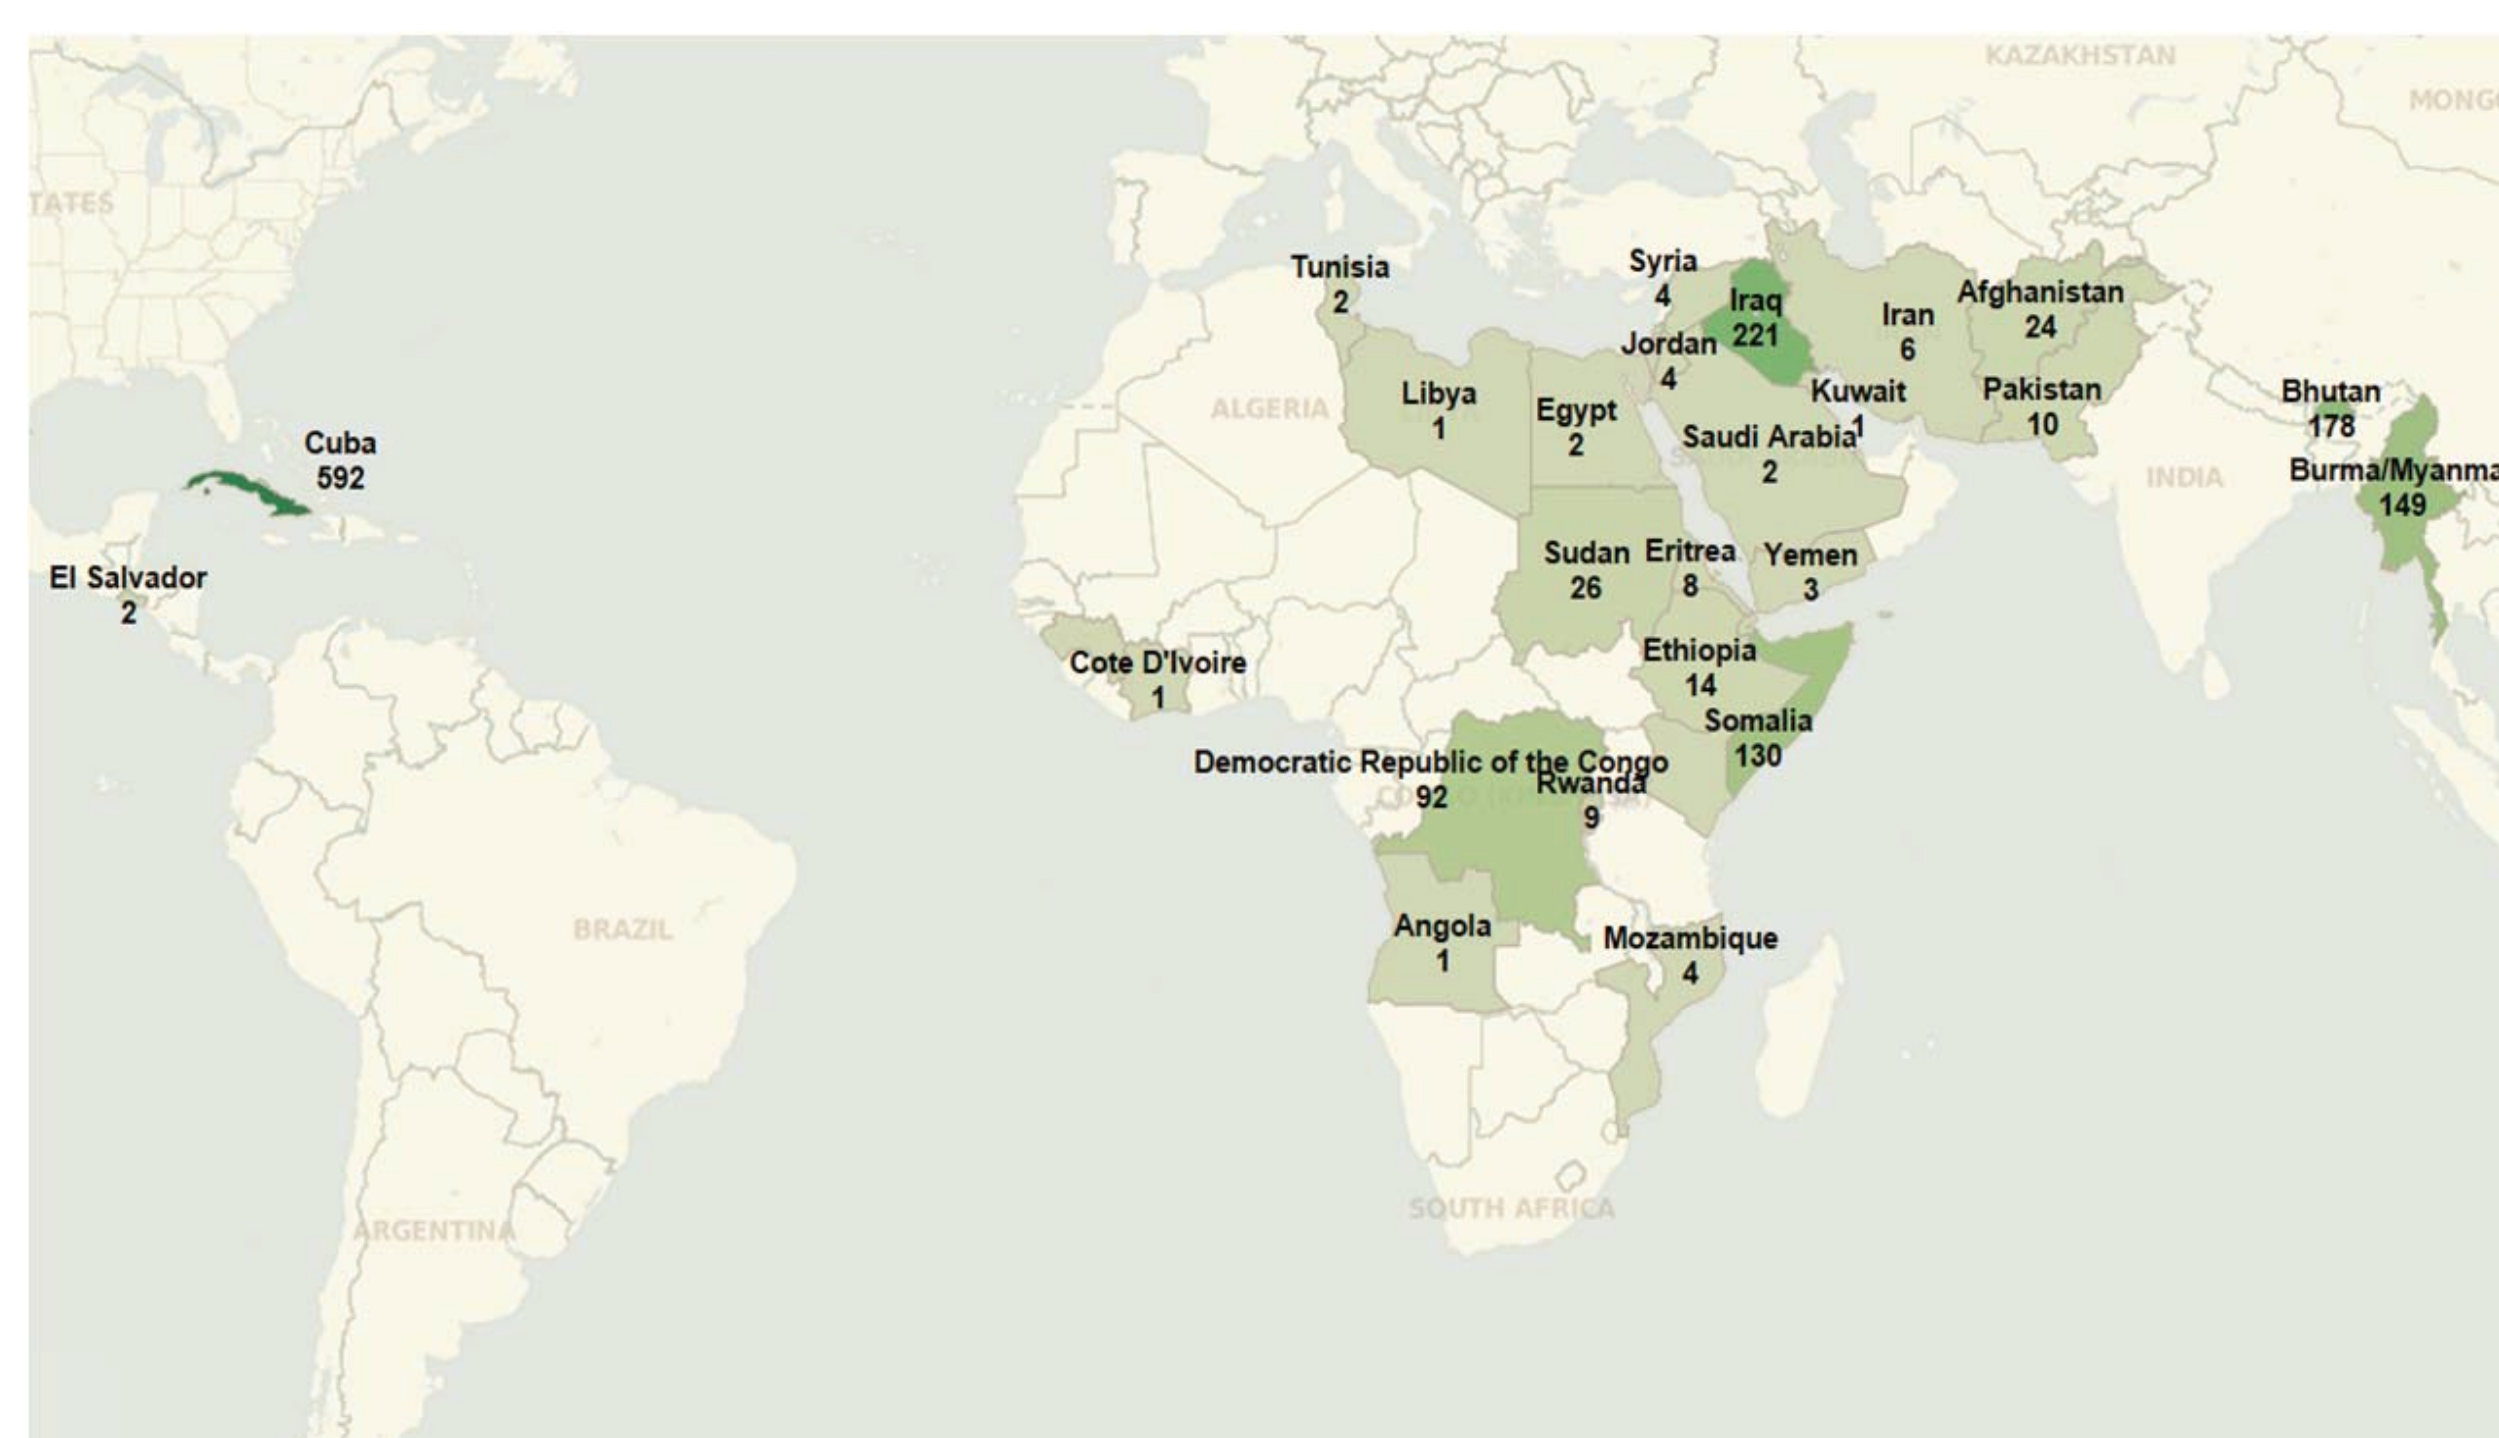 KAZAKHSTAN
MONG
TATES
Tunisia
2
Syria
4
Iraq
221
Iran
6
Afghanistan
24
Jordan
4
Kuwait
1
Pakistan
10
Bhutan
178
ALGERIA
Libya
1
Egypt
2
Saudi Arabia
2
INDIA
Burma/Myanma
149
Cuba
592
El Salvador
2
Sudan
26
Eritrea
8
Yemen
3
Cote D'Ivoire
1
Ethiopia
14
Somalia
130
Democratic Republic of the Congo
92
Rwanda
9
BRAZIL
Angola
1
Mozambique
4
SOUTH AFRICA
ARGENTINA